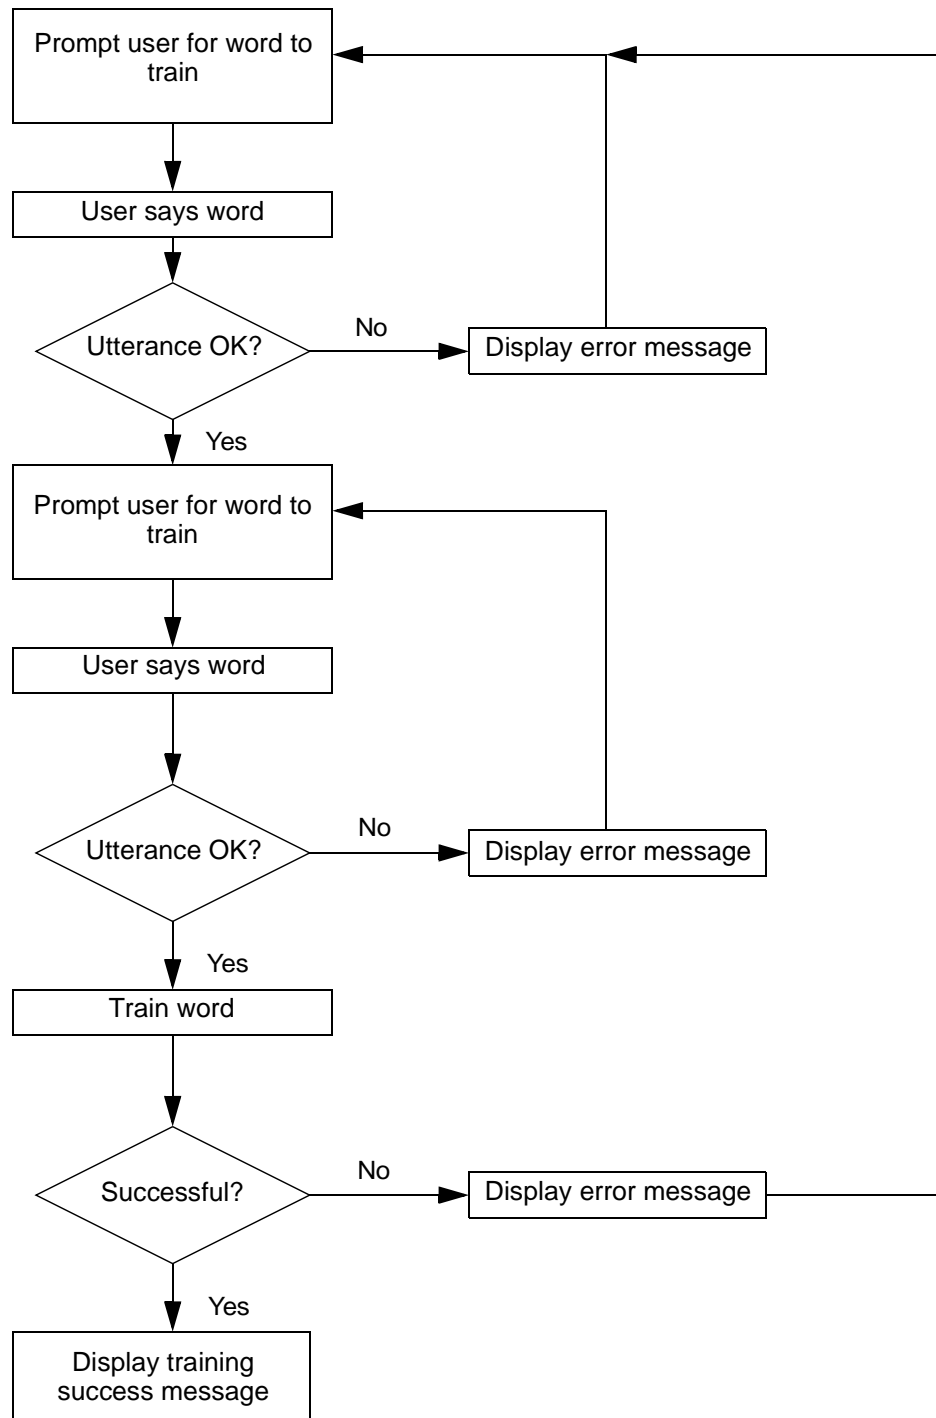 Prompt user for word to
train
User says word
Utterance OK?
No
Display error message
Yes
Prompt user for word to
train
User says word
Utterance OK?
No
Display error message
Yes
Train word
Successful?
No
Display error message
Yes
Display training
success message